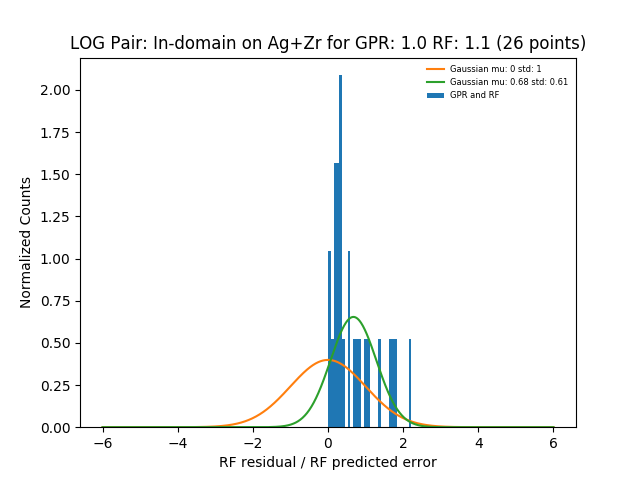 LOG Pair: In-domain on Ag+Zr for GPR: 1.0 RF: 1.1 (26 points)
Gaussian mu: 0 std: 1
Gaussian mu: 0.68 std: 0.61
GPR and RF
Normalized Counts
2.00
1.75
1.50
1.25
1.00
0.75
0.50
0.25
0.00
−6 −4 −2 0 2 4 6
RF residual / RF predicted error